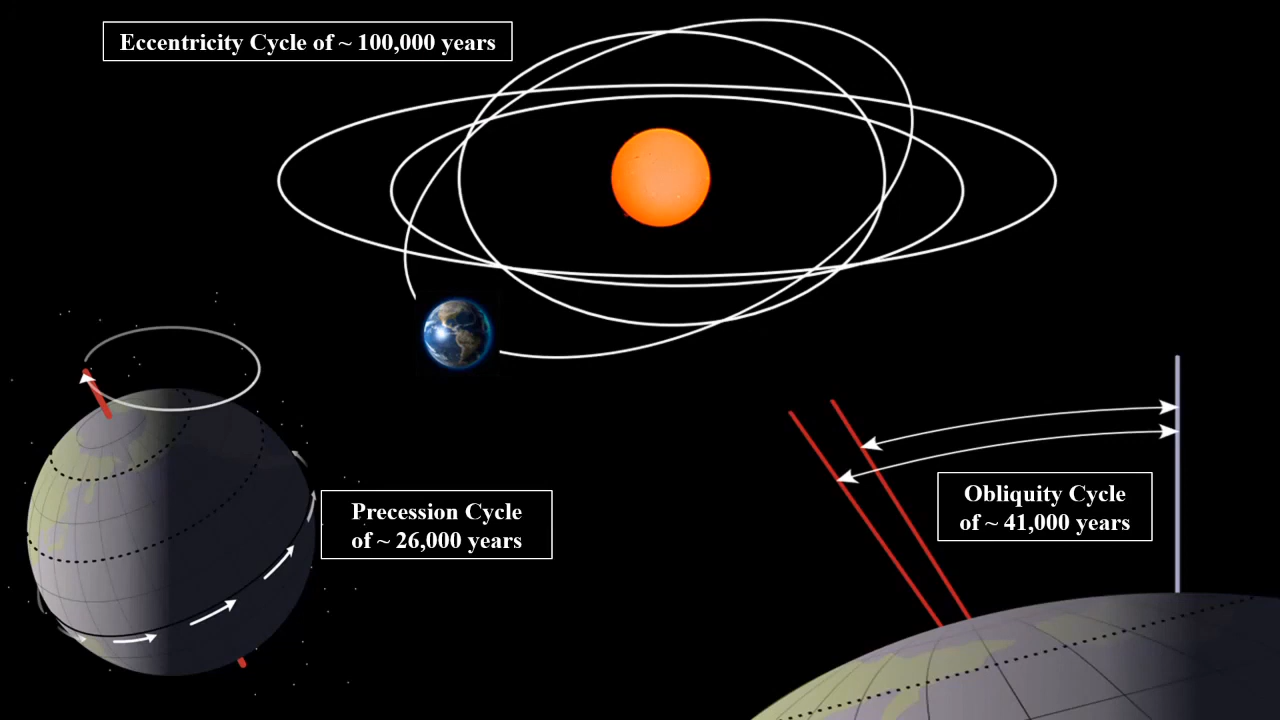 Eccentricity Cycle of ~ 100,000 years
Precession Cycle
of ~ 26,000 years
Obliquity Cycle
of ~ 41,000 years